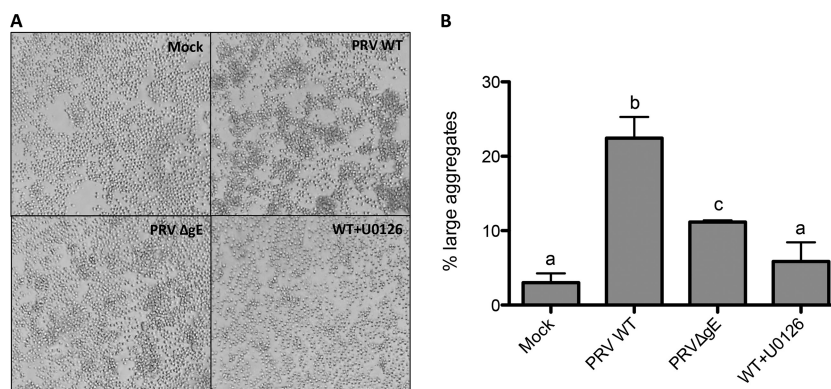 A
Mock
PRV WT
PRV ΔgE
WT+U0126
B
% large aggregates
30
20
10
0
a
b
c
a
Mock
PRV WT
PRVΔgE
WT+U0126